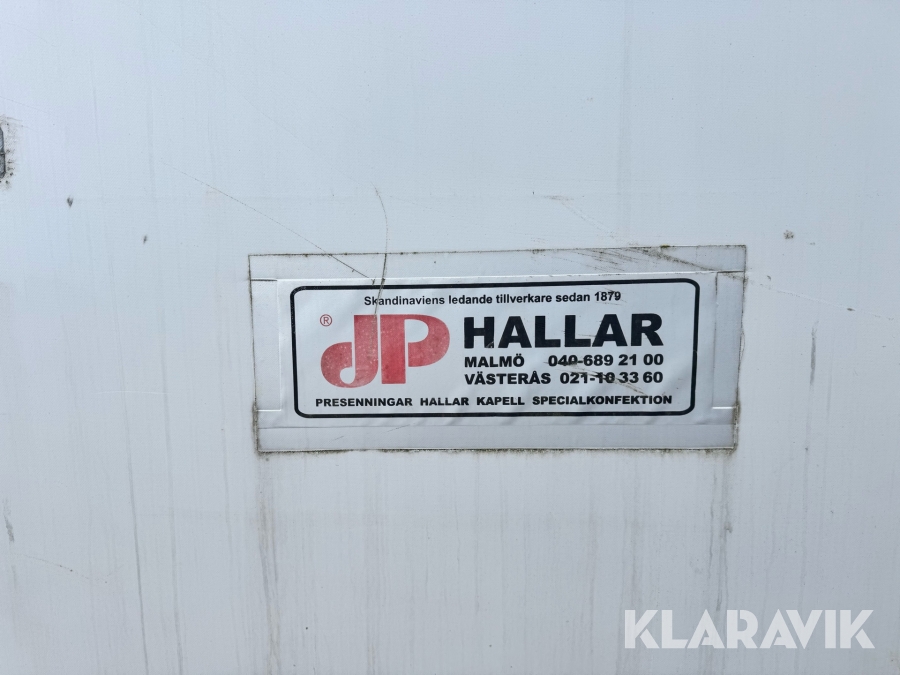 Skandinaviens ledande tillverkare sedan 1879
® JP HALLAR
MALMÖ 040-689 21 00
VÄSTERÅS 021-10 33 60
PRESENNINGAR HALLAR KAPELL SPECIALKONFEKTION
KLARAVIK